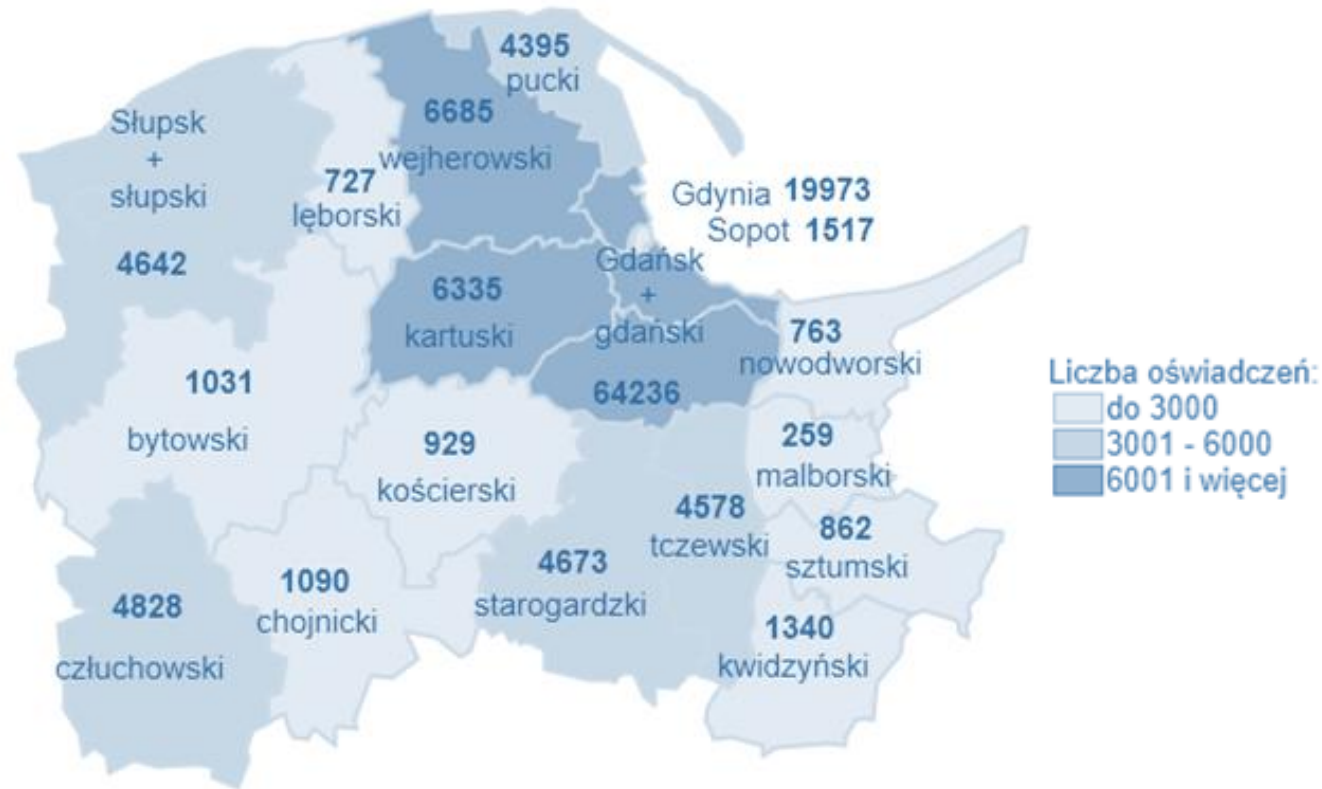 4395
pucki
6685
wejherowski
Słupsk
+
słupski
4642
727
lęborski
Gdynia 19973
Sopot 1517
Gdańsk
+
gdański
64236
6335
kartuski
763
nowodworski
1031
bytowski
929
kościerski
259
malborski
4578
tczewski
862
sztumski
4673
starogardzki
1090
chojnicki
4828
człuchowski
1340
kwidzyński
Liczba oświadczeń:
do 3000
3001 - 6000
6001 i więcej